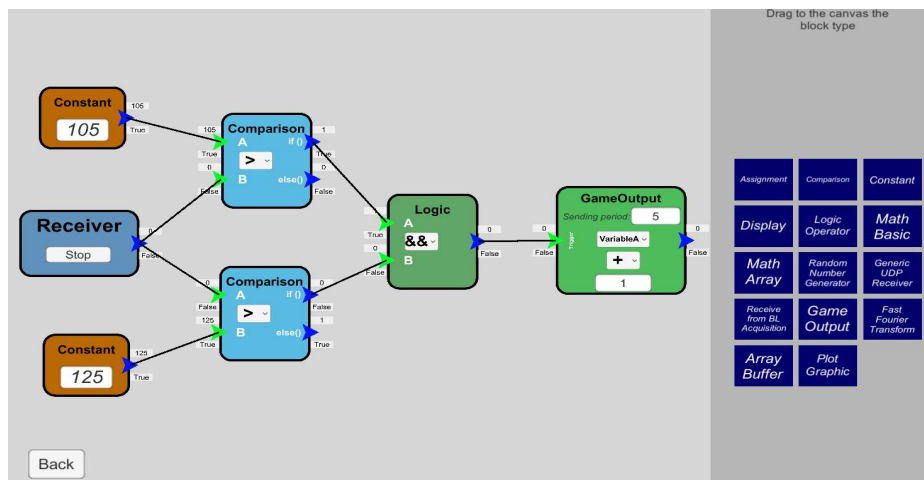 Drag to the canvas the
block type
Constant
105
105
True
105
True
Comparison
A
if ()
1
True
>
0
False
B
else()
0
False
Receiver
Stop
0
False
0
False
Comparison
A
if ()
0
False
>
125
True
B
else()
1
True
Constant
125
125
True
Logic
A
True
&&
0
False
B
0
False
GameOutput
Sending period:
5
0
False
Trigger
VariableA
+
1
0
False
Assignment
Comparison
Constant
Display
Logic
Operator
Math
Basic
Math
Array
Random
Number
Generator
Generic
UDP
Receiver
Receive
from BL
Acquisition
Game
Output
Fast
Fourier
Transform
Array
Buffer
Plot
Graphic
Back